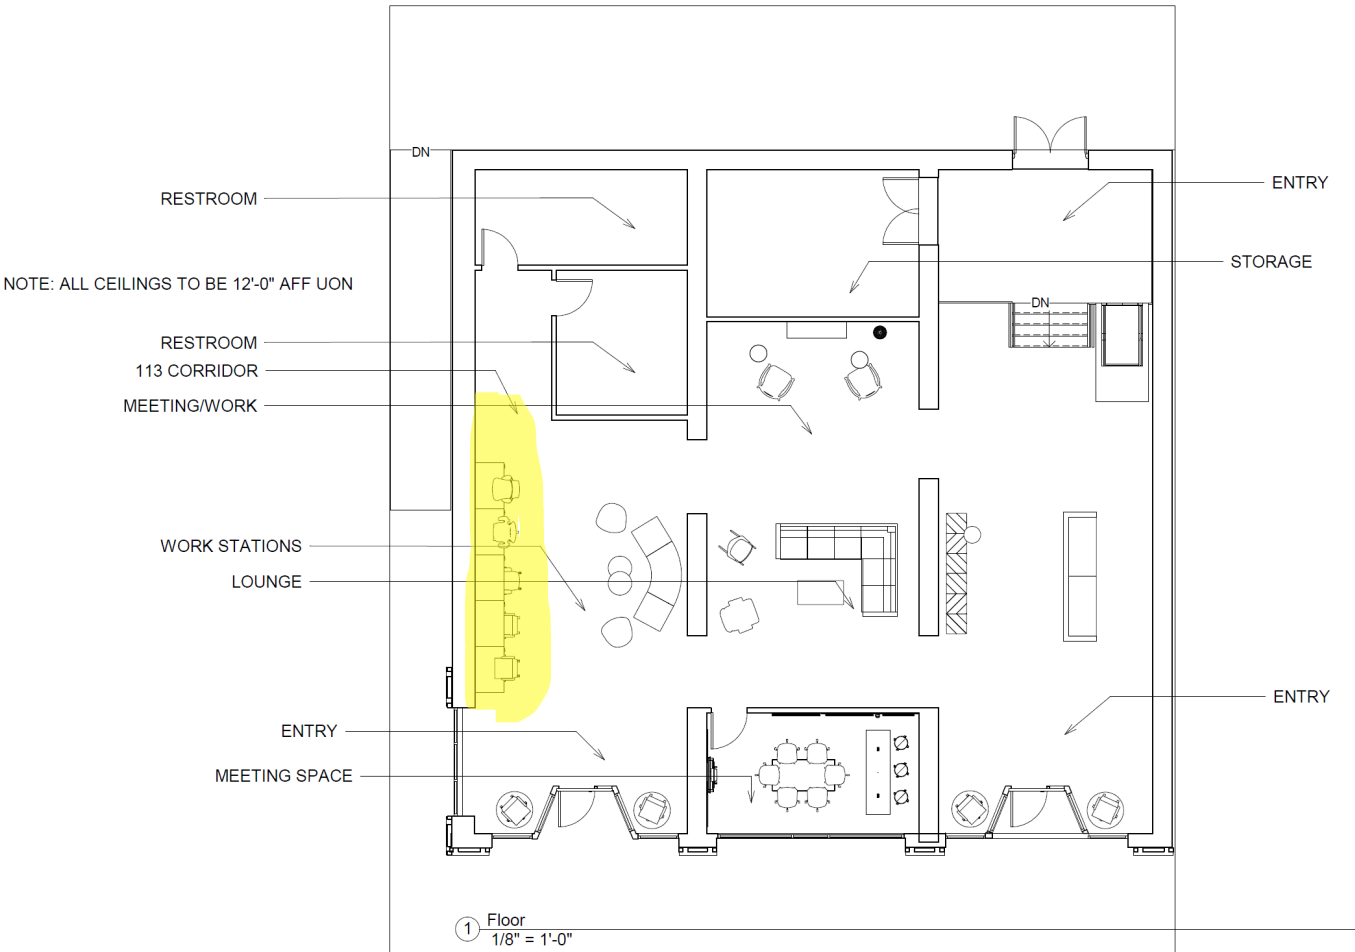 DN
RESTROOM
ENTRY
STORAGE
NOTE: ALL CEILINGS TO BE 12'-0" AFF UON
DN
RESTROOM
113 CORRIDOR
MEETING/WORK
WORK STATIONS
LOUNGE
ENTRY
ENTRY
MEETING SPACE
1 Floor
1/8" = 1'-0"